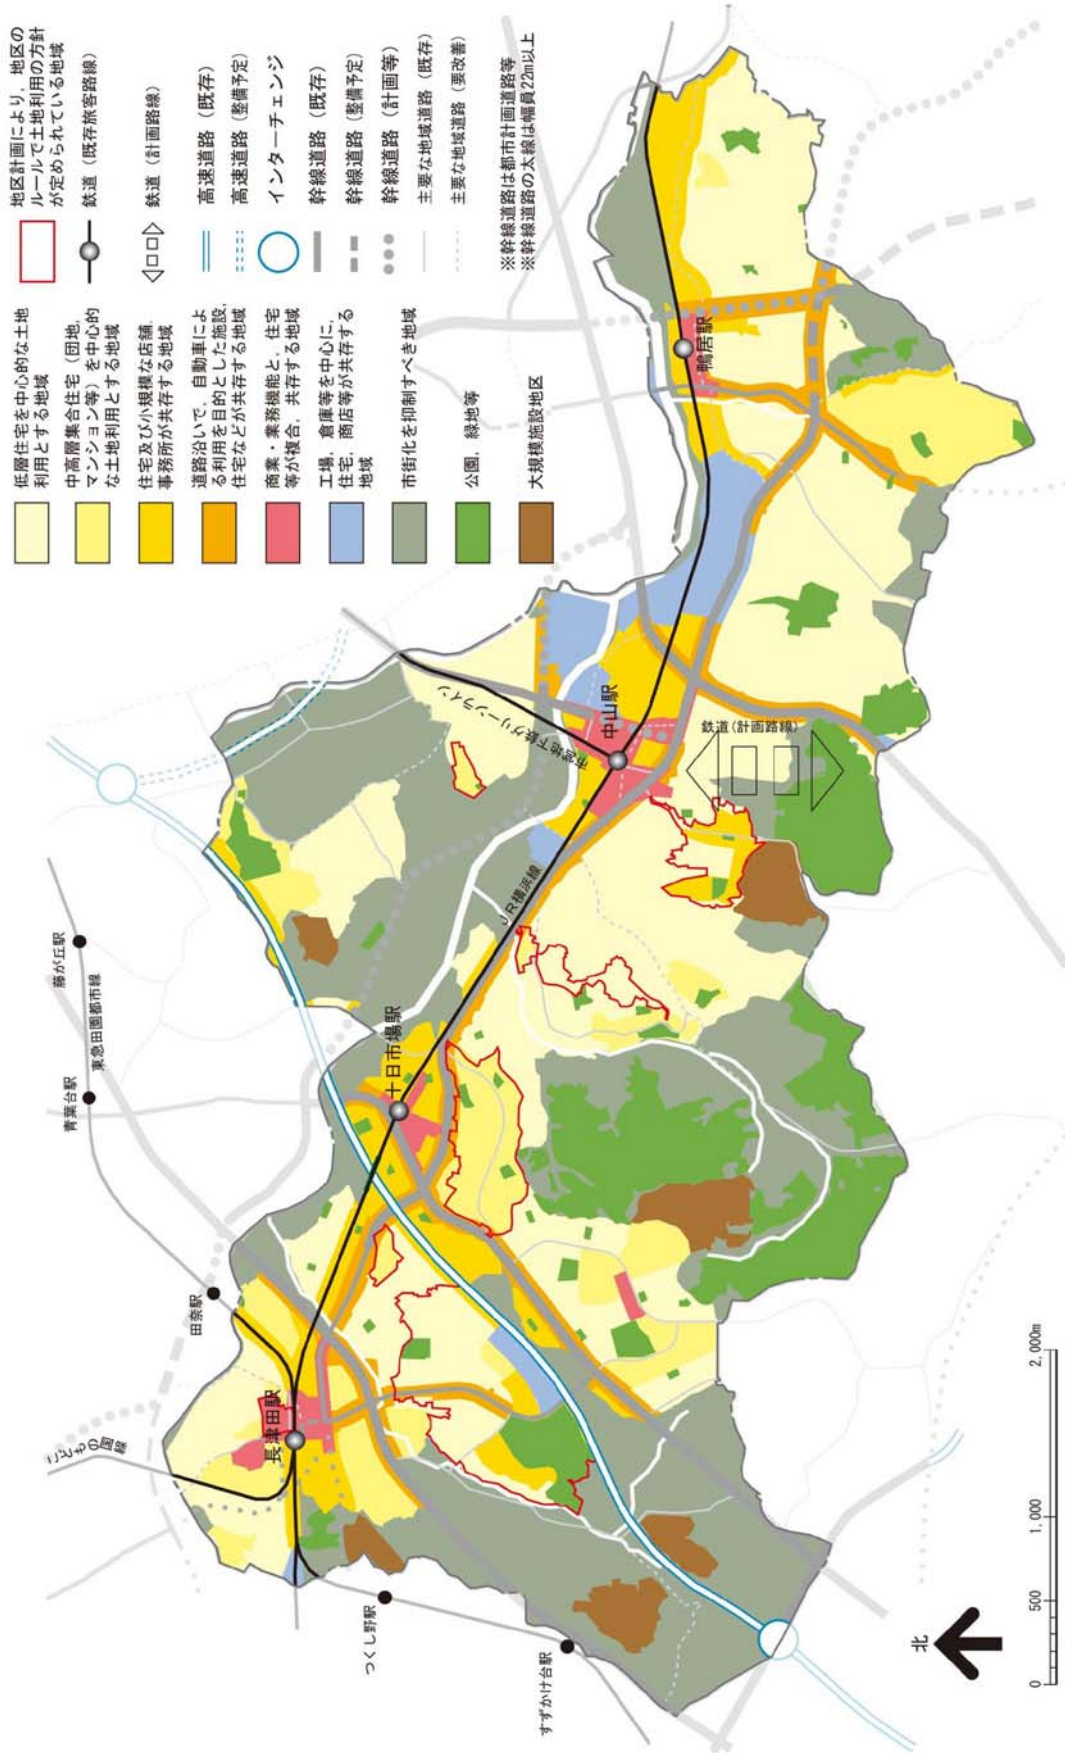 低層住宅を中心的な土地
利用とする地域
中高層集合住宅（団地、
マンション等）を中心的
な土地利用とする地域
住宅及び小規模な店舗、
事務所が共存する地域
道路沿いで、自動車によ
る利用を目的とした施設、
住宅などが共存する地域
商業・業務機能と、住宅
等が複合、共存する地域
工場、倉庫等を中心に、
住宅、商店等が共存する
地域
市街化を抑制すべき地域
公園、緑地等
大規模施設地区
地区計画により、地区の
ルールで土地利用の方針
が定められている地域
鉄道（既存旅客路線）
鉄道（計画路線）
高速道路（既存）
高速道路（整備予定）
インターチェンジ
幹線道路（既存）
幹線道路（整備予定）
幹線道路（計画等）
主要な地域道路（既存）
主要な地域道路（要改善）
※幹線道路は都市計画道路等
※幹線道路の太線は幅員22m以上
藤が丘駅
東急田園都市線
青葉台駅
田奈駅
こどもの国線
長津田駅
つくし野駅
すずかけ台駅
十日市場駅
JR横浜線
市営地下鉄グリーンライン
中山駅
鉄道(計画路線)
鴨居駅
北
0
500
1,000
2,000m